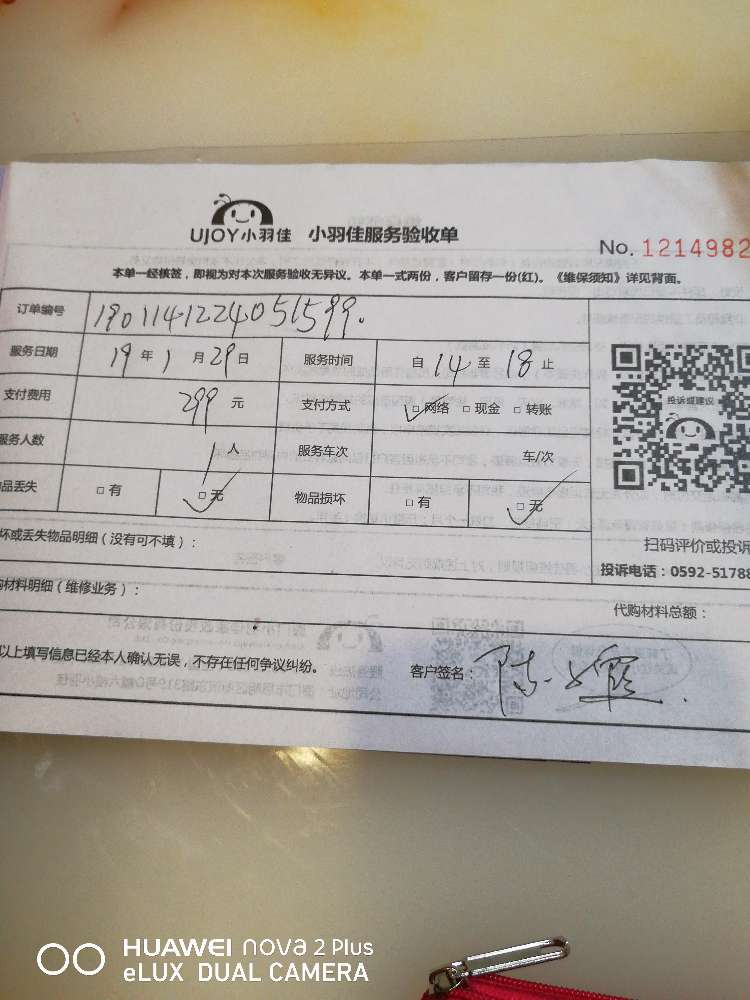 UJOY小羽佳 小羽佳服务验收单
No. 1214982
本单一经核签，即视为对本次服务验收无异议。本单一式两份，客户留存一份(红)。《维保须知》详见背面。
订单编号 1901141224051599.
服务日期 19 年 1 月 29 日 服务时间 自 14 至 18 止
支付费用 299 元 支付方式 □网络 □现金 □转账
投诉或建议
服务人数 1 人 服务车次 车/次
品丢失 □有 □无 物品损坏 □有 □无
坏或丢失物品明细（没有可不填）：
扫码评价或投诉
投诉电话：0592-51788
购材料明细（维修业务）：
代购材料总额：
以上填写信息已经本人确认无误，不存在任何争议纠纷。
客户签名：陈
HUAWEI nova 2 Plus
eLUX DUAL CAMERA